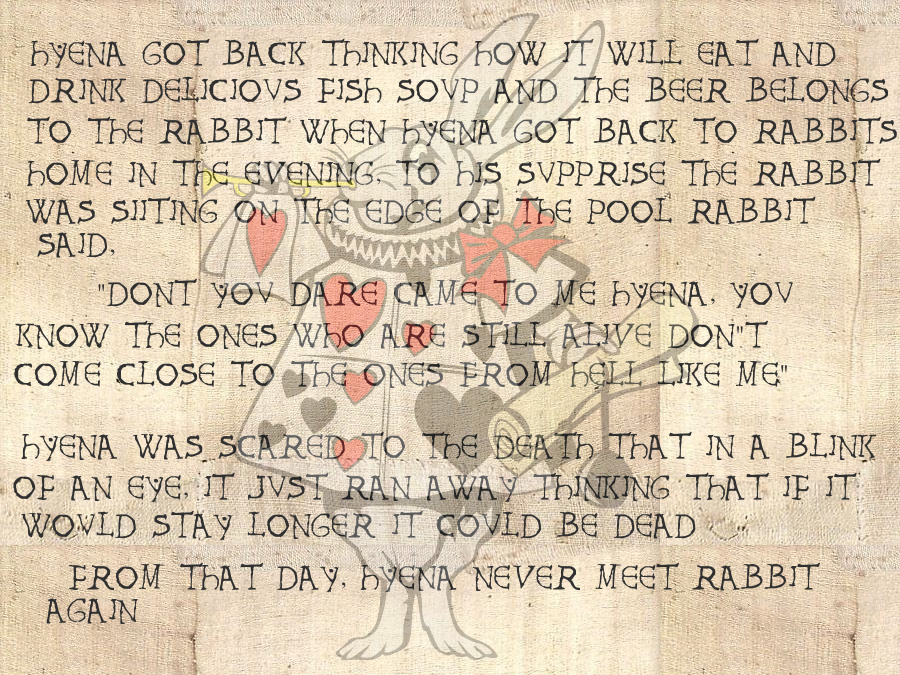 HYENA GOT BACK THINKING HOW IT WILL EAT AND
DRINK DELICIOUS FISH SOUP AND THE BEER BELONGS
TO THE RABBIT WHEN HYENA GOT BACK TO RABBITS
HOME IN THE EVENING. TO HIS SUPPRISE THE RABBIT
WAS SIITING ON THE EDGE OF THE POOL RABBIT
SAID,
"DONT YOU DARE CAME TO ME HYENA, YOU
KNOW THE ONES WHO ARE STILL ALIVE DON"T
COME CLOSE TO THE ONES FROM HELL LIKE ME"
HYENA WAS SCARED TO THE DEATH THAT IN A BLINK
OF AN EYE, IT JUST RAN AWAY THINKING THAT IF IT
WOULD STAY LONGER IT COULD BE DEAD
FROM THAT DAY, HYENA NEVER MEET RABBIT
AGAIN